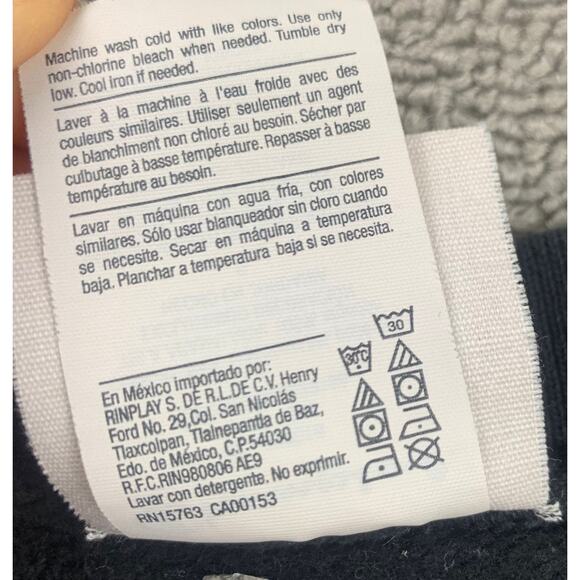 Machine wash cold with like colors. Use only
non-chlorine bleach when needed. Tumble dry
low. Cool iron if needed.
Laver à la machine à l'eau froide avec des
couleurs similaires. Utiliser seulement un agent
de blanchiment non chloré au besoin. Sécher par
culbutage à basse température. Repasser à basse
température au besoin.
Lavar en máquina con agua fría, con colores
similares. Sólo usar blanqueador sin cloro cuando
se necesite. Secar en máquina a temperatura
baja. Planchar a temperatura baja si se necesita.
En México importado por:
RINPLAY S. DE R.L.DE C.V. Henry
Ford No. 29,Col. San Nicolás
Tlaxcolpan, Tlalnepantla de Baz,
Edo. de México, C.P.54030
R.F.C.RIN980806 AE9
Lavar con detergente. No exprimir.
RN15763 CA00153
30°C
30